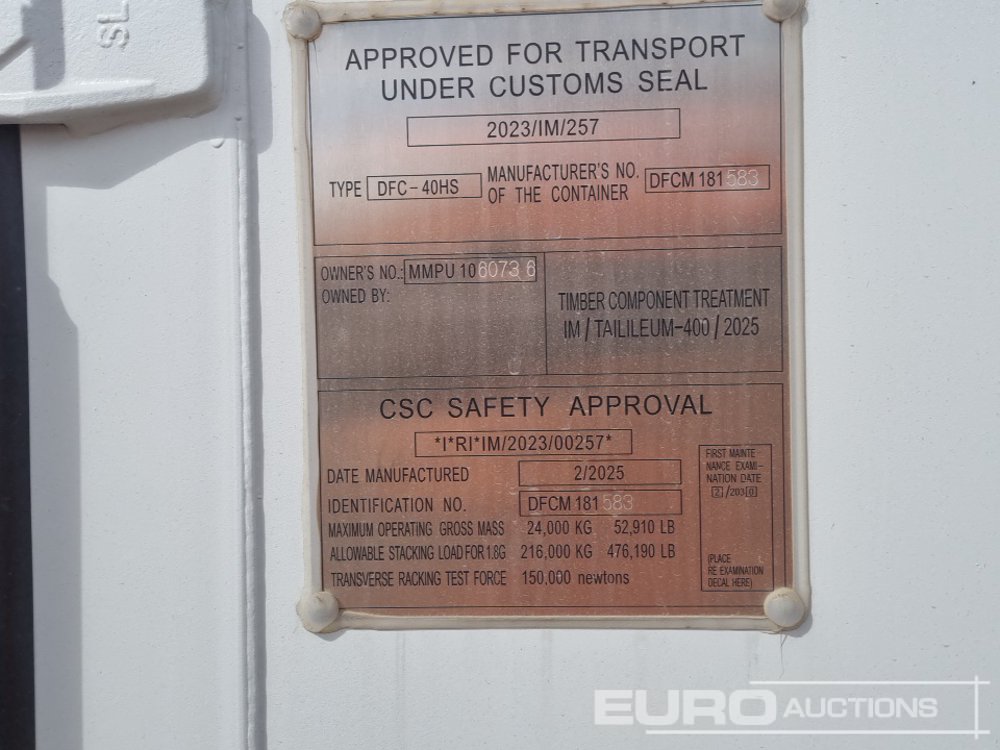 SL
APPROVED FOR TRANSPORT
UNDER CUSTOMS SEAL
2023/IM/257
TYPE DFC-40HS
MANUFACTURER'S NO.
OF THE CONTAINER
DFCM 181583
OWNER'S NO.: MMPU 106073 6
OWNED BY:
TIMBER COMPONENT TREATMENT
IM/TAILILEUM-400/2025
CSC SAFETY APPROVAL
*I*RI*IM/2023/00257*
DATE MANUFACTURED 2/2025
IDENTIFICATION NO. DFCM 181583
MAXIMUM OPERATING GROSS MASS 24,000 KG 52,910 LB
ALLOWABLE STACKING LOAD FOR 1.8G 216,000 KG 476,190 LB
TRANSVERSE RACKING TEST FORCE 150,000 newtons
FIRST MAINTE-
NANCE EXAMI-
NATION DATE
2/2030
(PLACE
RE EXAMINATION
DECAL HERE)
EURO AUCTIONS